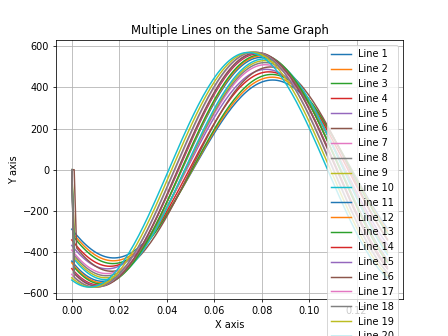 Multiple Lines on the Same Graph
600
400
200
0
−200
−400
−600
Y axis
0.00
0.02
0.04
0.06
0.08
0.10
X axis
Line 1
Line 2
Line 3
Line 4
Line 5
Line 6
Line 7
Line 8
Line 9
Line 10
Line 11
Line 12
Line 13
Line 14
Line 15
Line 16
Line 17
Line 18
Line 19
Line 20